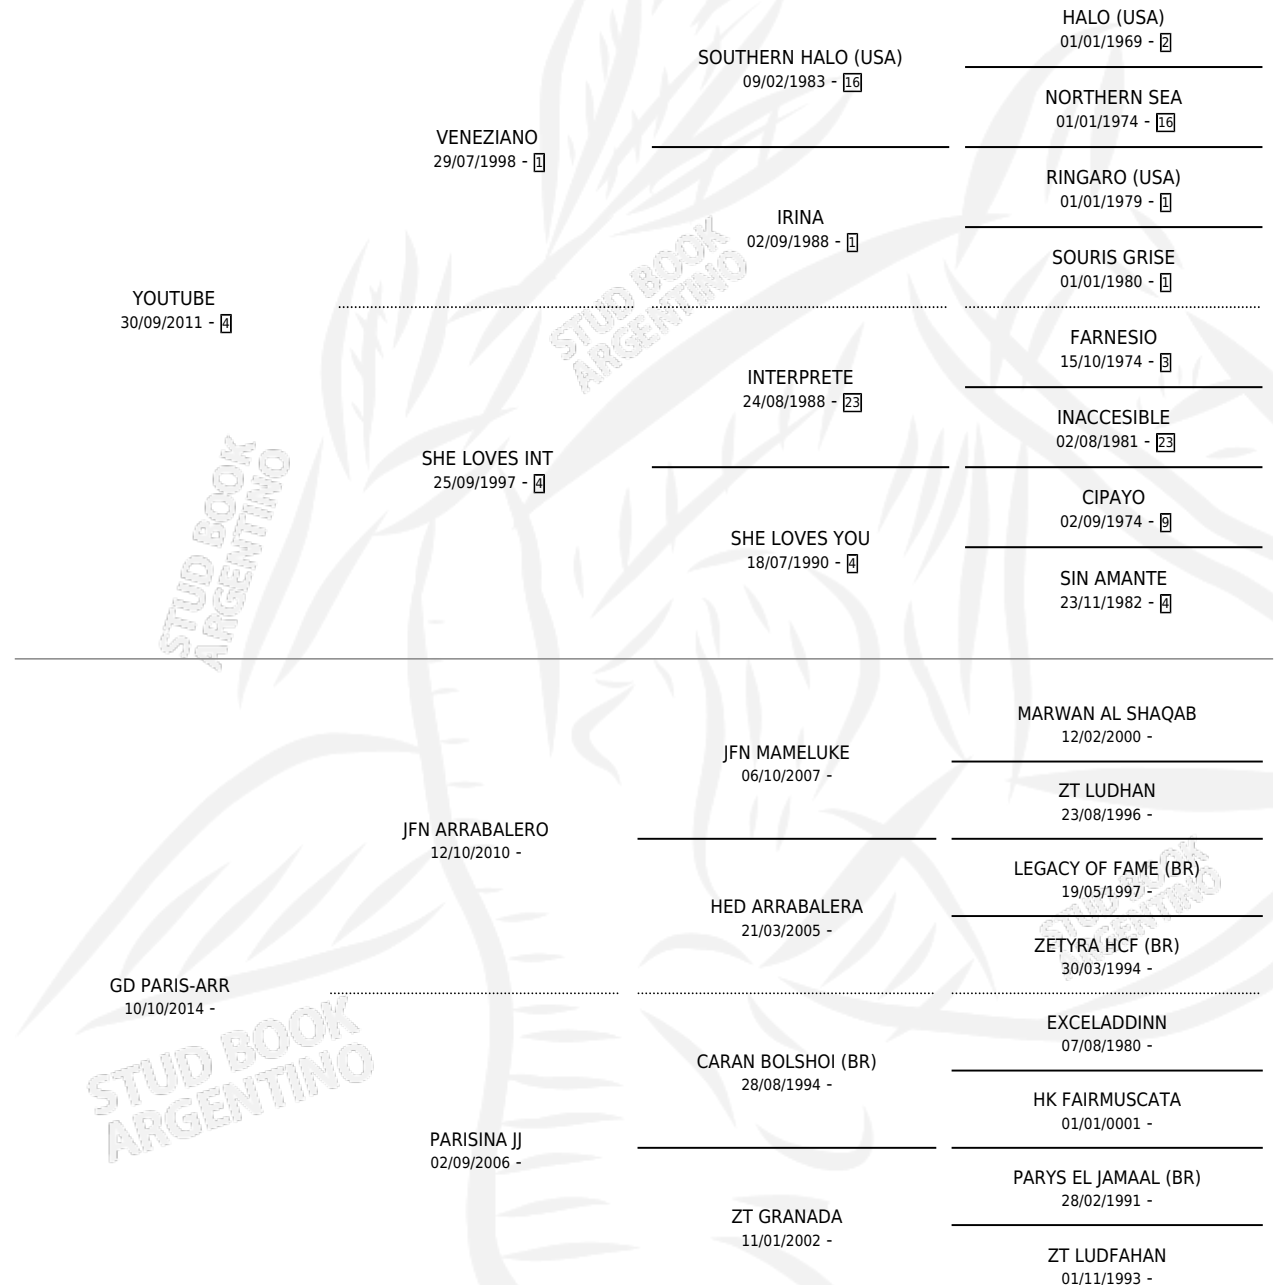 HALO (USA)
01/01/1969 - 2
SOUTHERN HALO (USA)
09/02/1983 - 16
NORTHERN SEA
01/01/1974 - 16
VENEZIANO
29/07/1998 - 1
RINGARO (USA)
01/01/1979 - 1
IRINA
02/09/1988 - 1
SOURIS GRISE
01/01/1980 - 1
YOUTUBE
30/09/2011 - 4
FARNESIO
15/10/1974 - 3
INTERPRETE
24/08/1988 - 23
INACCESIBLE
02/08/1981 - 23
SHE LOVES INT
25/09/1997 - 4
CIPAYO
02/09/1974 - 9
SHE LOVES YOU
18/07/1990 - 4
SIN AMANTE
23/11/1982 - 4
STUD BOOK
ARGENTINO
STUD BOOK
ARGENTINO
MARWAN AL SHAQAB
12/02/2000 -
JFN MAMELUKE
06/10/2007 -
ZT LUDHAN
23/08/1996 -
JFN ARRABALERO
12/10/2010 -
LEGACY OF FAME (BR)
19/05/1997 -
HED ARRABALERA
21/03/2005 -
ZETYRA HCF (BR)
30/03/1994 -
GD PARIS-ARR
10/10/2014 -
EXCELADDINN
07/08/1980 -
CARAN BOLSHOI (BR)
28/08/1994 -
HK FAIRMUSCATA
01/01/0001 -
PARISINA JJ
02/09/2006 -
PARYS EL JAMAAL (BR)
28/02/1991 -
ZT GRANADA
11/01/2002 -
ZT LUDFAHAN
01/11/1993 -
STUD BOOK
ARGENTINO
STUD BOOK
ARGENTINO